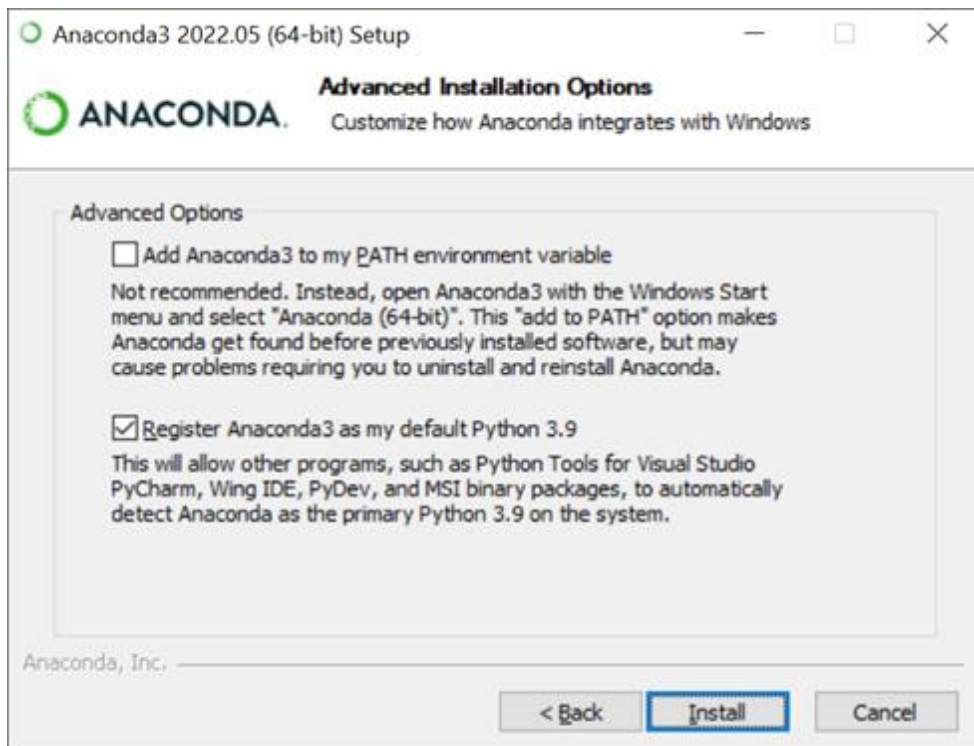 Anaconda3 2022.05 (64-bit) Setup
ANACONDA.
Advanced Installation Options
Customize how Anaconda integrates with Windows
Advanced Options
Add Anaconda3 to my PATH environment variable
Not recommended. Instead, open Anaconda3 with the Windows Start
menu and select "Anaconda (64-bit)". This "add to PATH" option makes
Anaconda get found before previously installed software, but may
cause problems requiring you to uninstall and reinstall Anaconda.
Register Anaconda3 as my default Python 3.9
This will allow other programs, such as Python Tools for Visual Studio
PyCharm, Wing IDE, PyDev, and MSI binary packages, to automatically
detect Anaconda as the primary Python 3.9 on the system.
Anaconda, Inc.
< Back Install Cancel